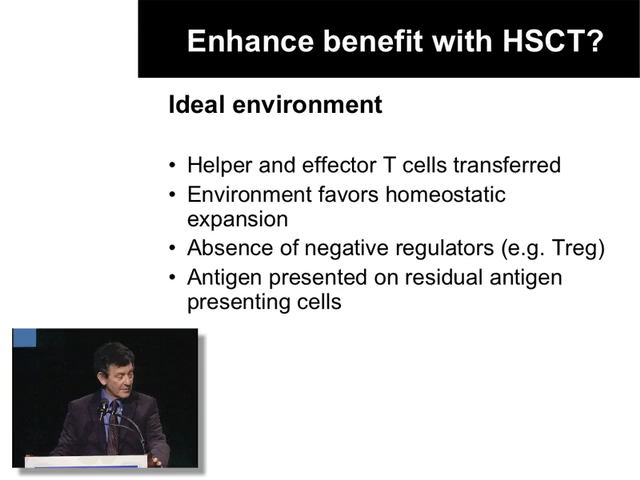 Enhance benefit with HSCT?
Ideal environment
• Helper and effector T cells transferred
• Environment favors homeostatic
expansion
• Absence of negative regulators (e.g. Treg)
• Antigen presented on residual antigen
presenting cells